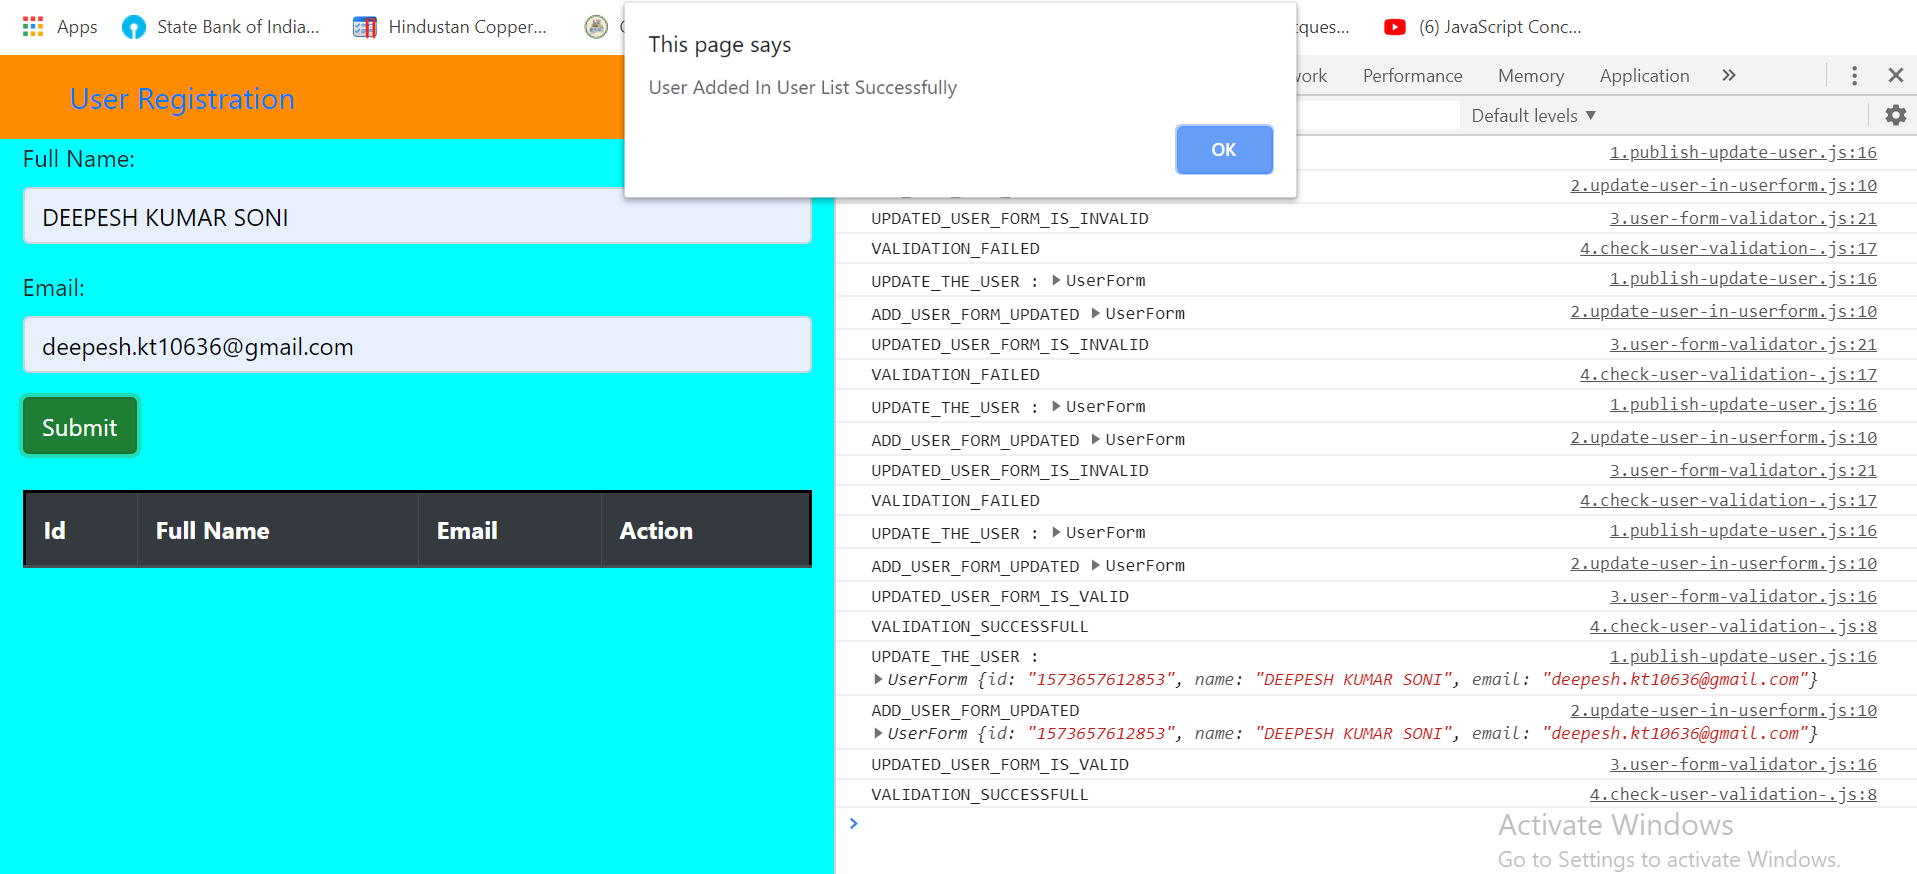 Apps State Bank of India... Hindustan Copper... (6) JavaScript Conc...
This page says
User Added In User List Successfully
OK
User Registration
Full Name:
DEEPESH KUMAR SONI
Email:
deepesh.kt10636@gmail.com
Submit
Id Full Name Email Action
Performance Memory Application »
Default levels ▼
1.publish-update-user.js:16
2.update-user-in-userform.js:10
UPDATED_USER_FORM_IS_INVALID 3.user-form-validator.js:21
VALIDATION_FAILED 4.check-user-validation-.js:17
UPDATE_THE_USER : ▶UserForm 1.publish-update-user.js:16
ADD_USER_FORM_UPDATED ▶UserForm 2.update-user-in-userform.js:10
UPDATED_USER_FORM_IS_INVALID 3.user-form-validator.js:21
VALIDATION_FAILED 4.check-user-validation-.js:17
UPDATE_THE_USER : ▶UserForm 1.publish-update-user.js:16
ADD_USER_FORM_UPDATED ▶UserForm 2.update-user-in-userform.js:10
UPDATED_USER_FORM_IS_INVALID 3.user-form-validator.js:21
VALIDATION_FAILED 4.check-user-validation-.js:17
UPDATE_THE_USER : ▶UserForm 1.publish-update-user.js:16
ADD_USER_FORM_UPDATED ▶UserForm 2.update-user-in-userform.js:10
UPDATED_USER_FORM_IS_VALID 3.user-form-validator.js:16
VALIDATION_SUCCESSFULL 4.check-user-validation-.js:8
UPDATE_THE_USER : 1.publish-update-user.js:16
▶UserForm {id: "1573657612853", name: "DEEPESH KUMAR SONI", email: "deepesh.kt10636@gmail.com"}
ADD_USER_FORM_UPDATED 2.update-user-in-userform.js:10
▶UserForm {id: "1573657612853", name: "DEEPESH KUMAR SONI", email: "deepesh.kt10636@gmail.com"}
UPDATED_USER_FORM_IS_VALID 3.user-form-validator.js:16
VALIDATION_SUCCESSFULL 4.check-user-validation-.js:8
Activate Windows
Go to Settings to activate Windows.